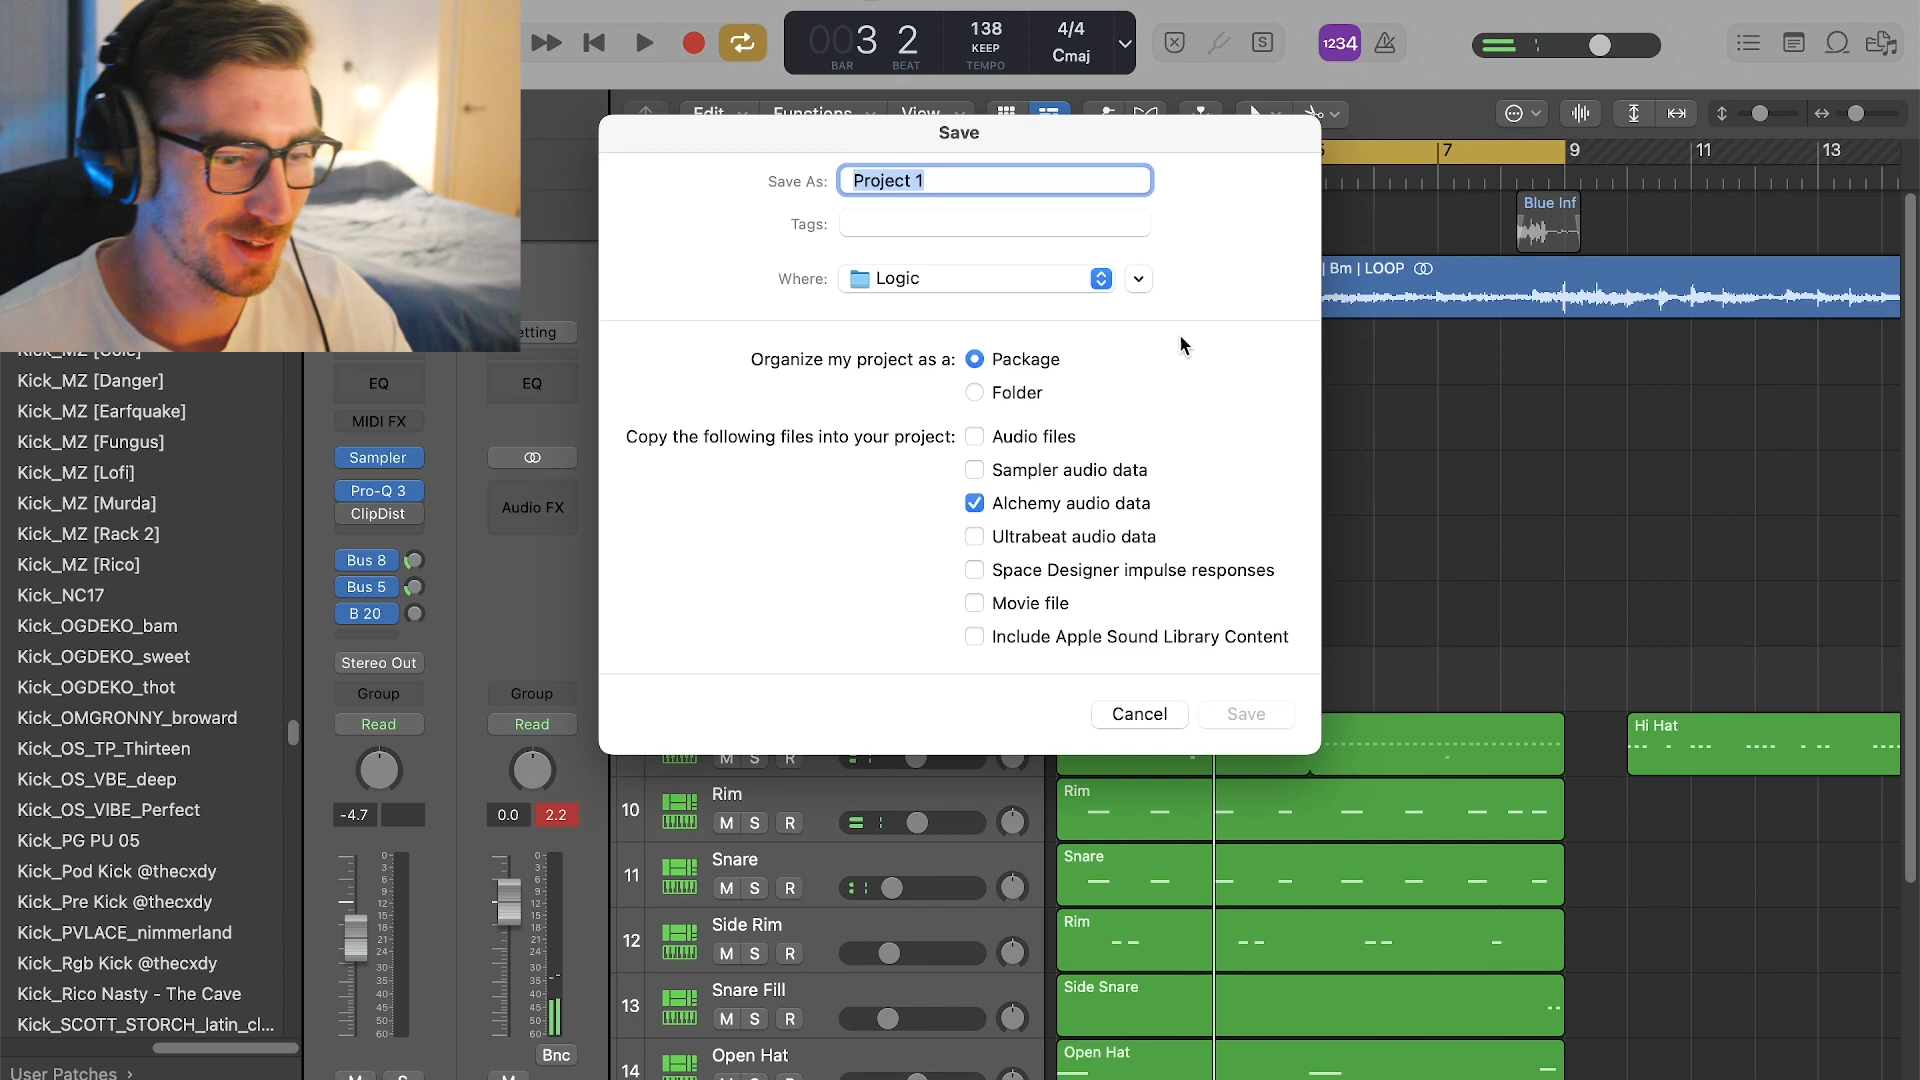 003 2
BAR BEAT
138
KEEP
TEMPO
4/4
Cmaj
S
1234
Edit
Functions
View
7
9
11
13
Save
Save As: Project 1
Tags:
Where: Logic
Organize my project as a: Package
Folder
Copy the following files into your project: Audio files
Sampler audio data
Alchemy audio data
Ultrabeat audio data
Space Designer impulse responses
Movie file
Include Apple Sound Library Content
Cancel
Save
Blue Inf
| Bm | LOOP
Kick_MZ [Danger]
Kick_MZ [Earfquake]
Kick_MZ [Fungus]
Kick_MZ [Lofi]
Kick_MZ [Murda]
Kick_MZ [Rack 2]
Kick_MZ [Rico]
Kick_NC17
Kick_OGDEKO_bam
Kick_OGDEKO_sweet
Kick_OGDEKO_thot
Kick_OMGRONNY_broward
Kick_OS_TP_Thirteen
Kick_OS_VBE_deep
Kick_OS_VIBE_Perfect
Kick_PG PU 05
Kick_Pod Kick @thecxdy
Kick_Pre Kick @thecxdy
Kick_PVLACE_nimmerland
Kick_Rgb Kick @thecxdy
Kick_Rico Nasty - The Cave
Kick_SCOTT_STORCH_latin_cl...
User Patches ›
EQ
MIDI FX
Sampler
Pro-Q 3
ClipDist
Bus 8
Bus 5
B 20
Stereo Out
Group
Read
-4.7
etting
EQ
Audio FX
Group
Read
0.0 2.2
Bnc
M S R
10 Rim
M S R
11 Snare
M S R
12 Side Rim
M S R
13 Snare Fill
M S R
14 Open Hat
Hi Hat
Rim
Snare
Rim
Side Snare
Open Hat